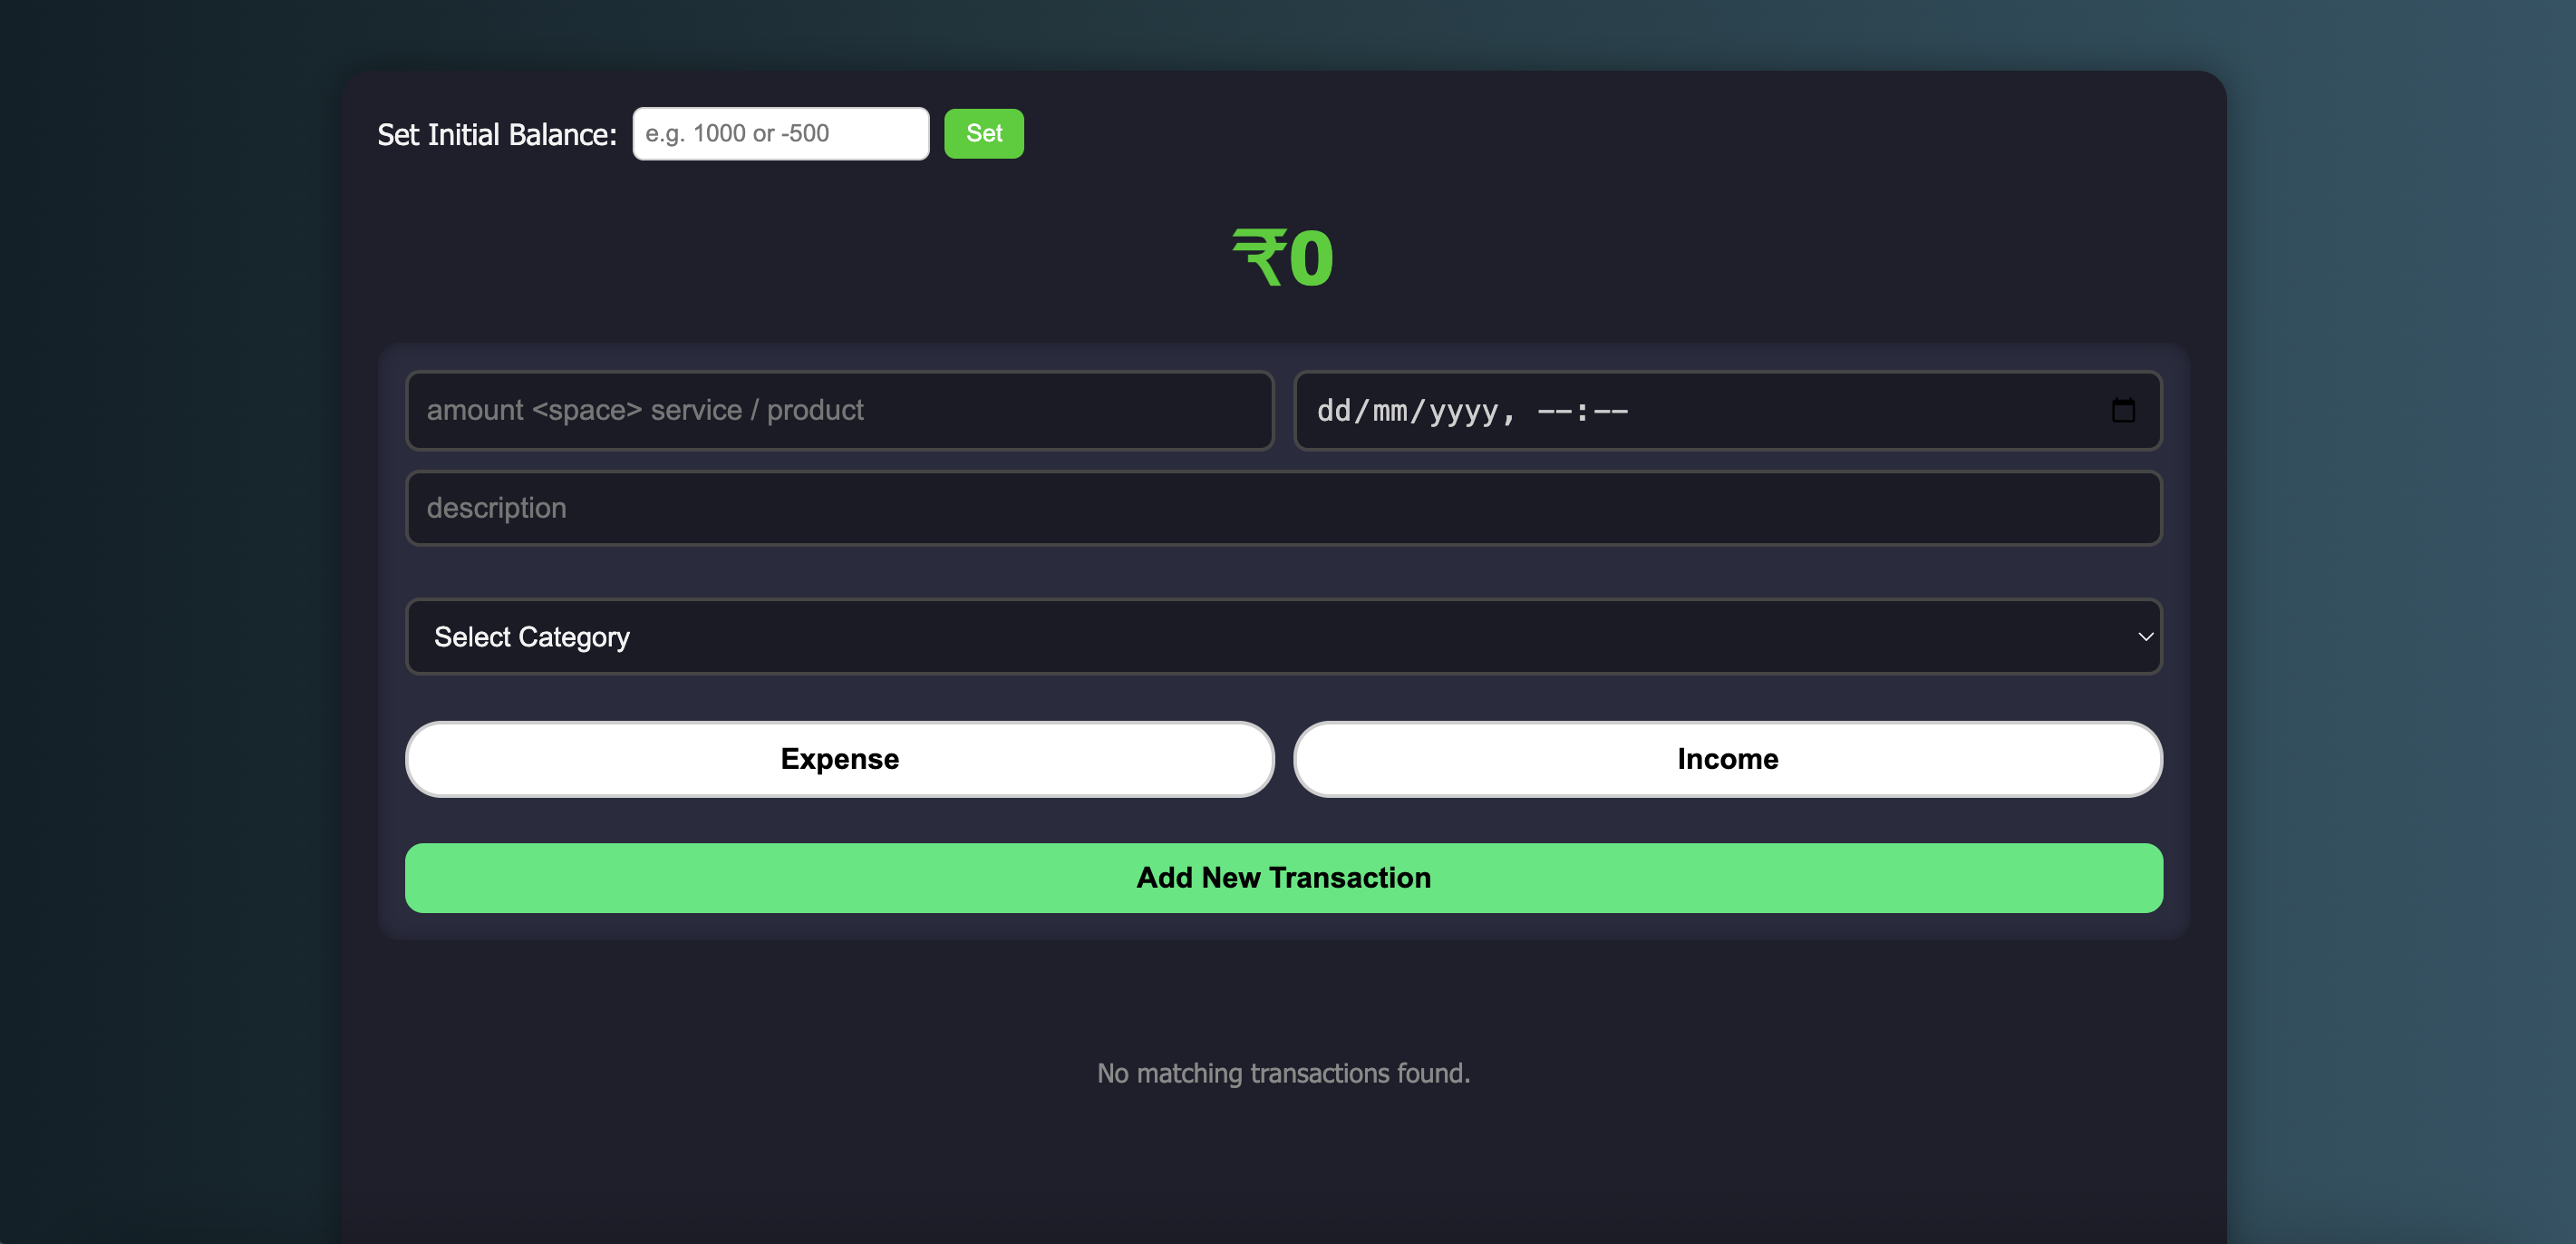 Set Initial Balance: e.g. 1000 or -500 Set
₹0
amount <space> service / product dd/mm/yyyy, --:--
description
Select Category
Expense Income
Add New Transaction
No matching transactions found.